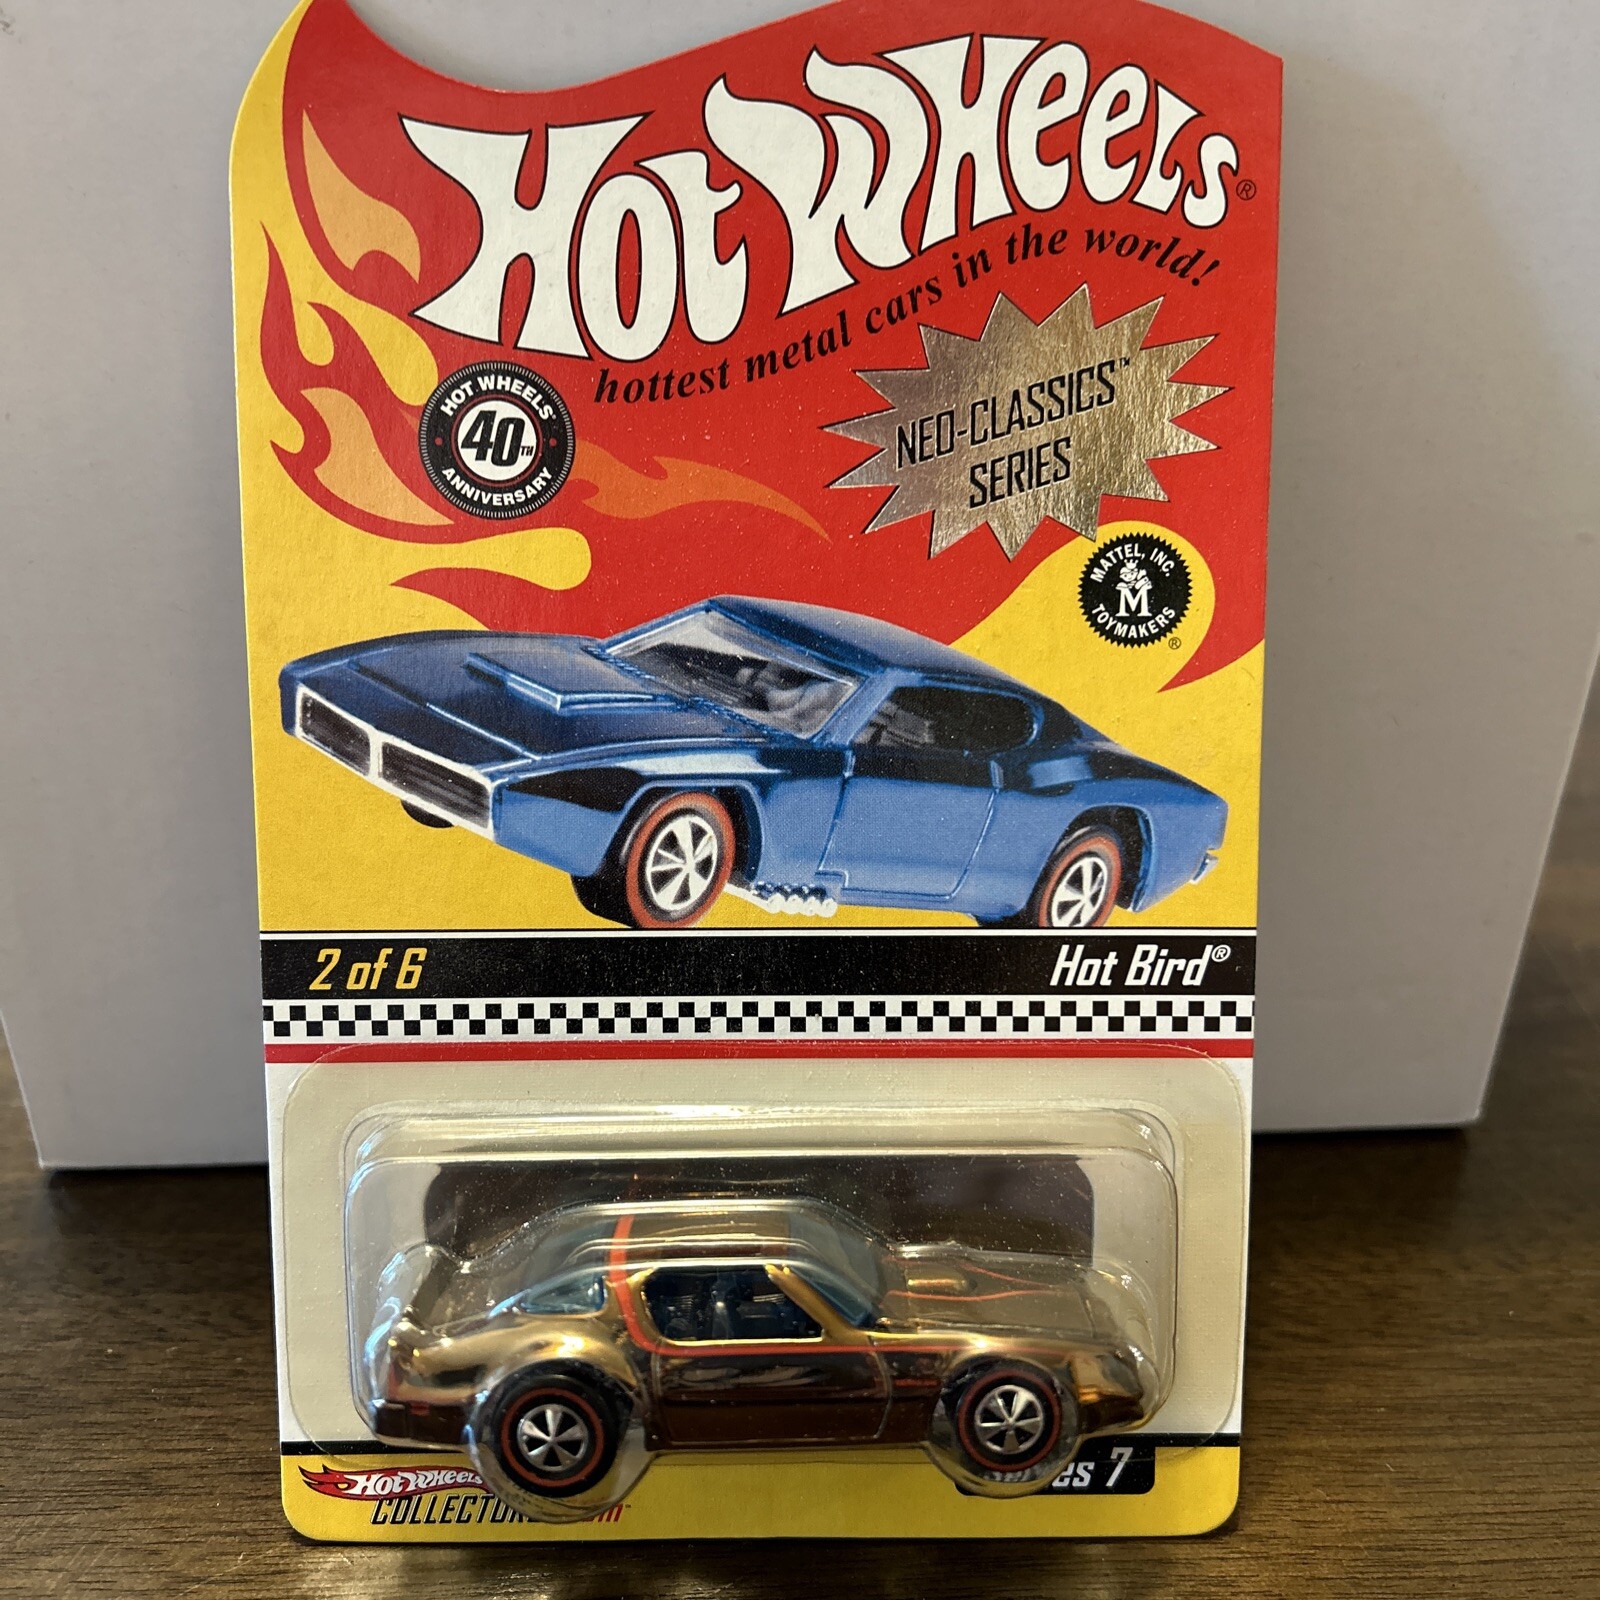 HOT WHEELS®
hottest metal cars in the world!
HOT WHEELS®
40TH
ANNIVERSARY
NEO-CLASSICS™
SERIES
MATTEL, INC.
M
TOYMAKERS
®
2 of 6
Hot Bird®
HOT WHEELS
7